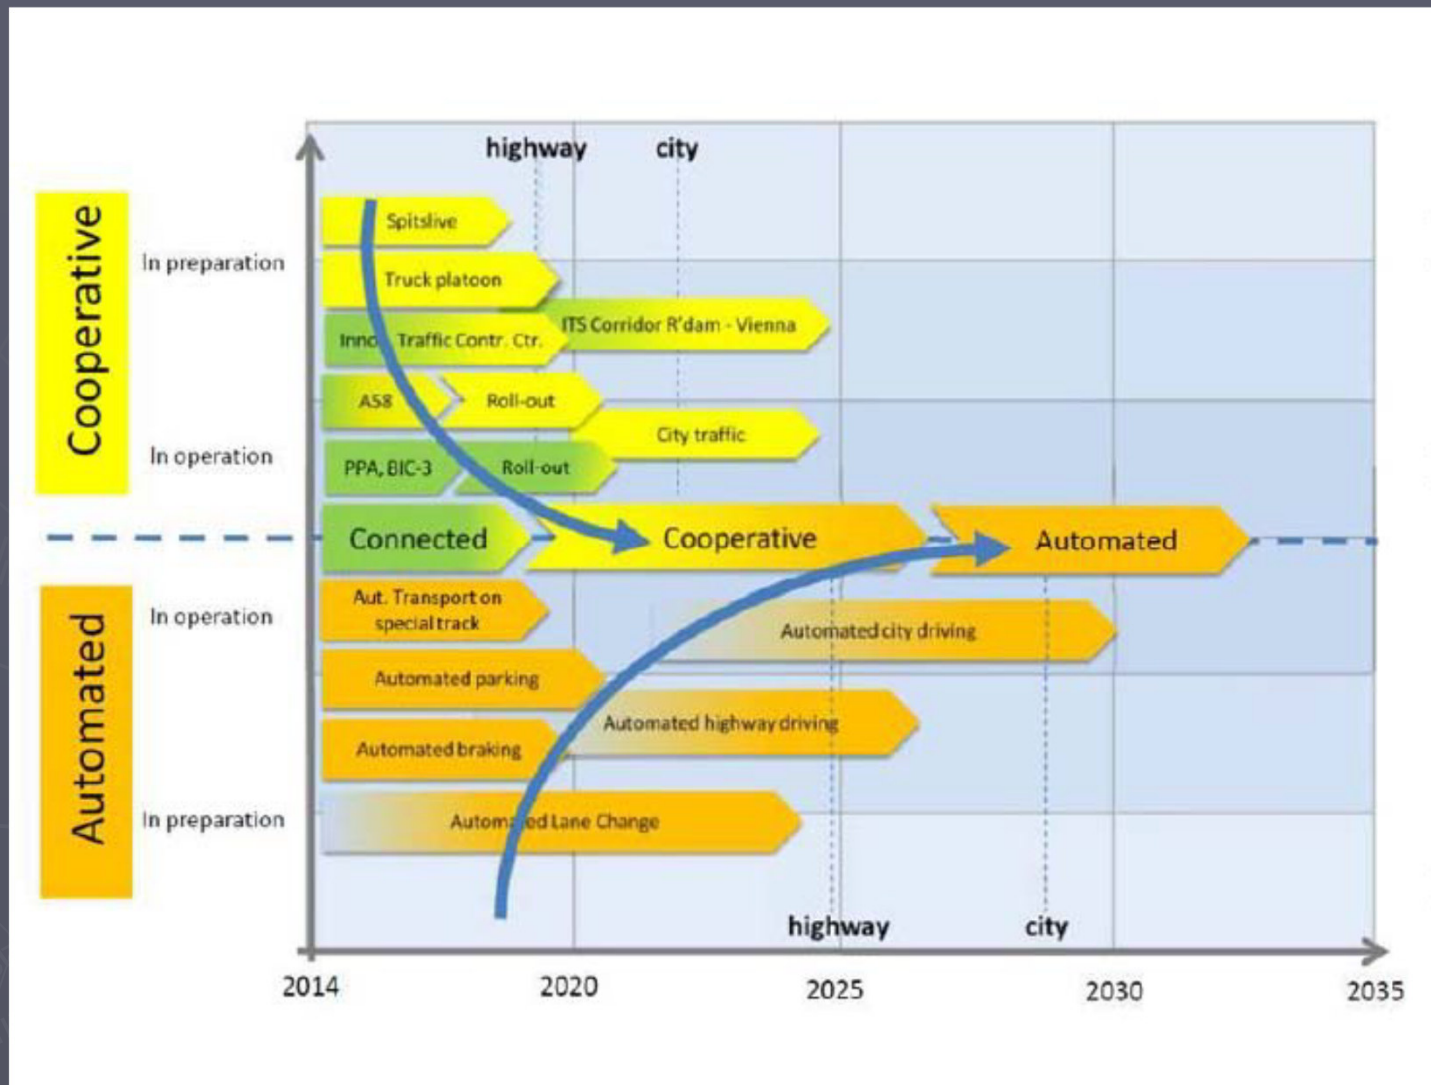 highway
city
Cooperative
In preparation
In operation
Spitslive
Truck platoon
ITS Corridor R'dam - Vienna
Traffic Contr. Ctr.
A58
Roll-out
City traffic
PPA, BIC-3
Roll-out
Connected
Cooperative
Automated
Automated
In operation
In preparation
Aut. Transport on
special track
Automated city driving
Automated parking
Automated highway driving
Automated braking
Automated Lane Change
highway
city
2014
2020
2025
2030
2035